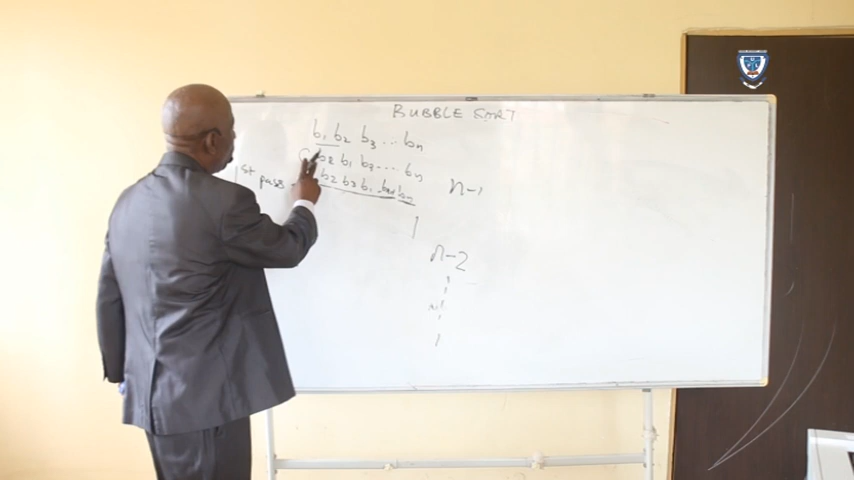 BUBBLE SORT
b₁ b₂ b₃ ... bₙ
b₂ b₁ b₃ ... bₙ
1st pass b₂ b₃ b₁ bₙ
n-1
1
n-2
1